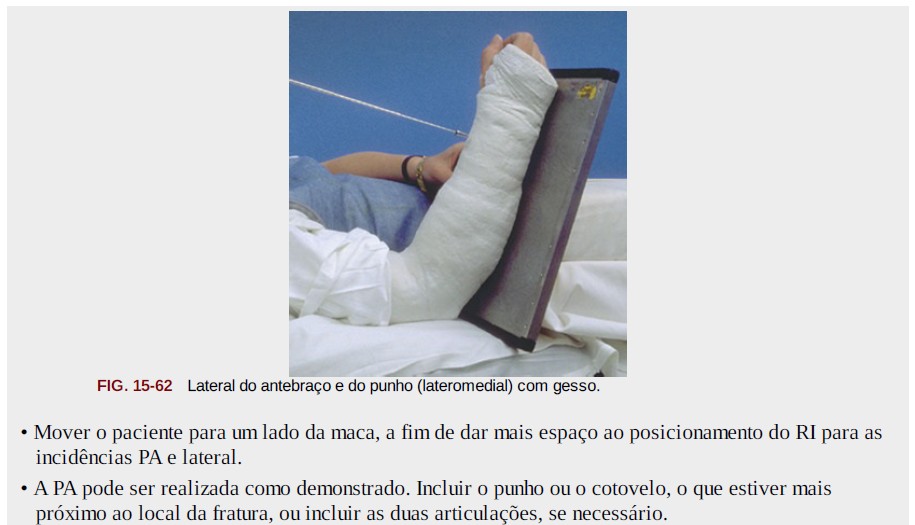 FIG. 15-62 Lateral do antebraço e do punho (lateromedial) com gesso.
• Mover o paciente para um lado da maca, a fim de dar mais espaço ao posicionamento do RI para as
incidências PA e lateral.
• A PA pode ser realizada como demonstrado. Incluir o punho ou o cotovelo, o que estiver mais
próximo ao local da fratura, ou incluir as duas articulações, se necessário.